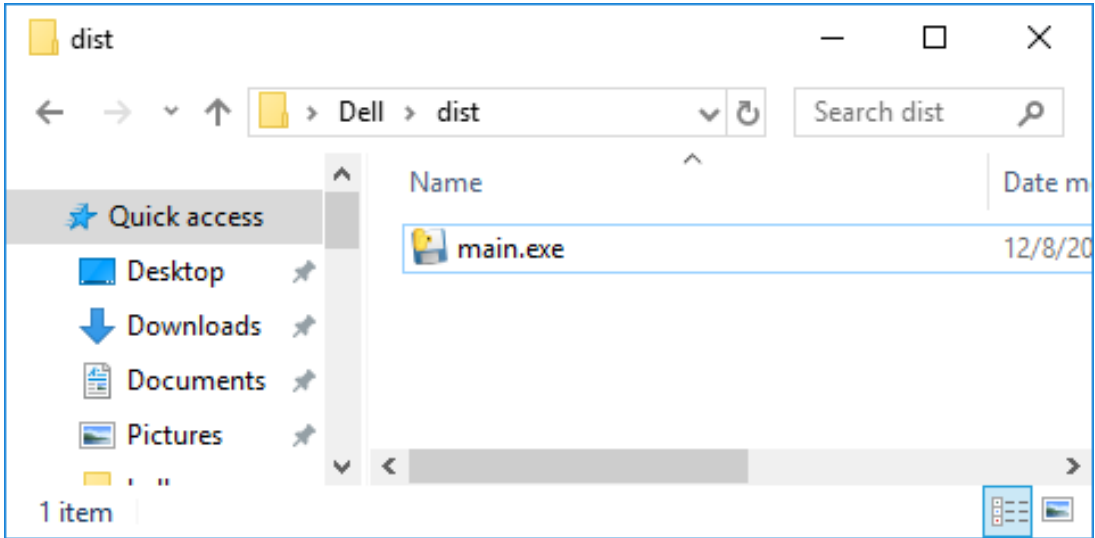 dist
Dell > dist
Search dist
Name
Date m
Quick access
main.exe
12/8/20
Desktop
Downloads
Documents
Pictures
1 item